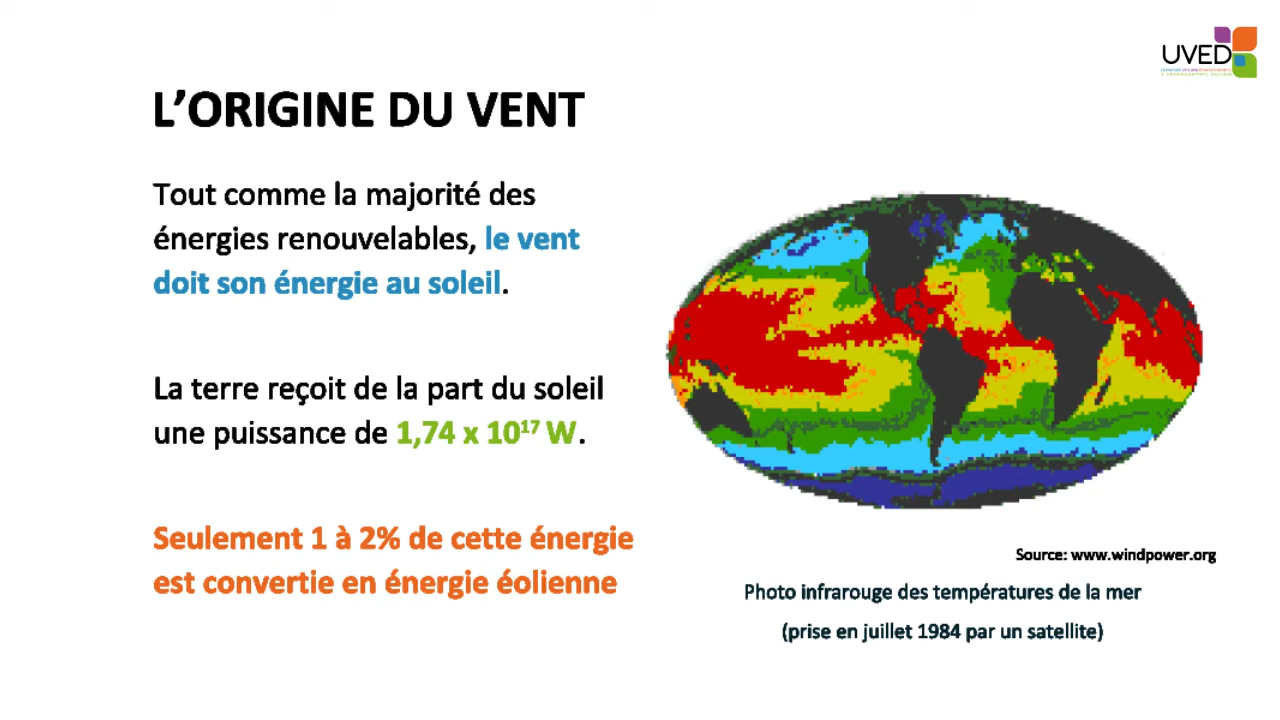 UVED
L'ORIGINE DU VENT
Tout comme la majorité des
énergies renouvelables, le vent
doit son énergie au soleil.
La terre reçoit de la part du soleil
une puissance de 1,74 x 10¹⁷ W.
Seulement 1 à 2% de cette énergie
est convertie en énergie éolienne
Source: www.windpower.org
Photo infrarouge des températures de la mer
(prise en juillet 1984 par un satellite)